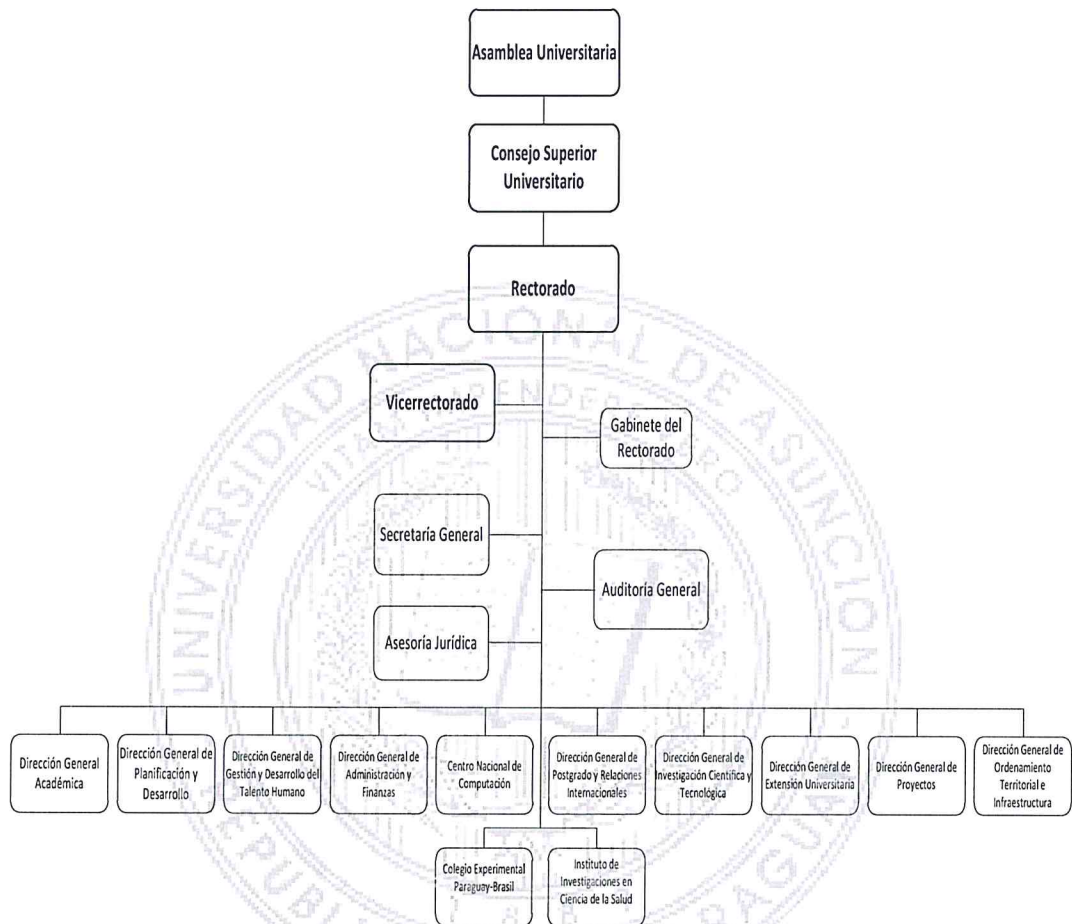 Asamblea Universitaria
Consejo Superior
Universitario
Rectorado
Vicerrectorado
Gabinete del
Rectorado
Secretaría General
Auditoría General
Asesoría Jurídica
Dirección General
Académica
Dirección General de
Planificación y
Desarrollo
Dirección General de
Gestión y Desarrollo del
Talento Humano
Dirección General de
Administración y
Finanzas
Centro Nacional de
Computación
Dirección General de
Postgrado y Relaciones
Internacionales
Dirección General de
Investigación Científica y
Tecnológica
Dirección General de
Extensión Universitaria
Dirección General de
Proyectos
Dirección General de
Ordenamiento
Territorial e
Infraestructura
Colegio Experimental
Paraguay-Brasil
Instituto de
Investigaciones en
Ciencia de la Salud
UNIVERSIDAD NACIONAL DE ASUNCION